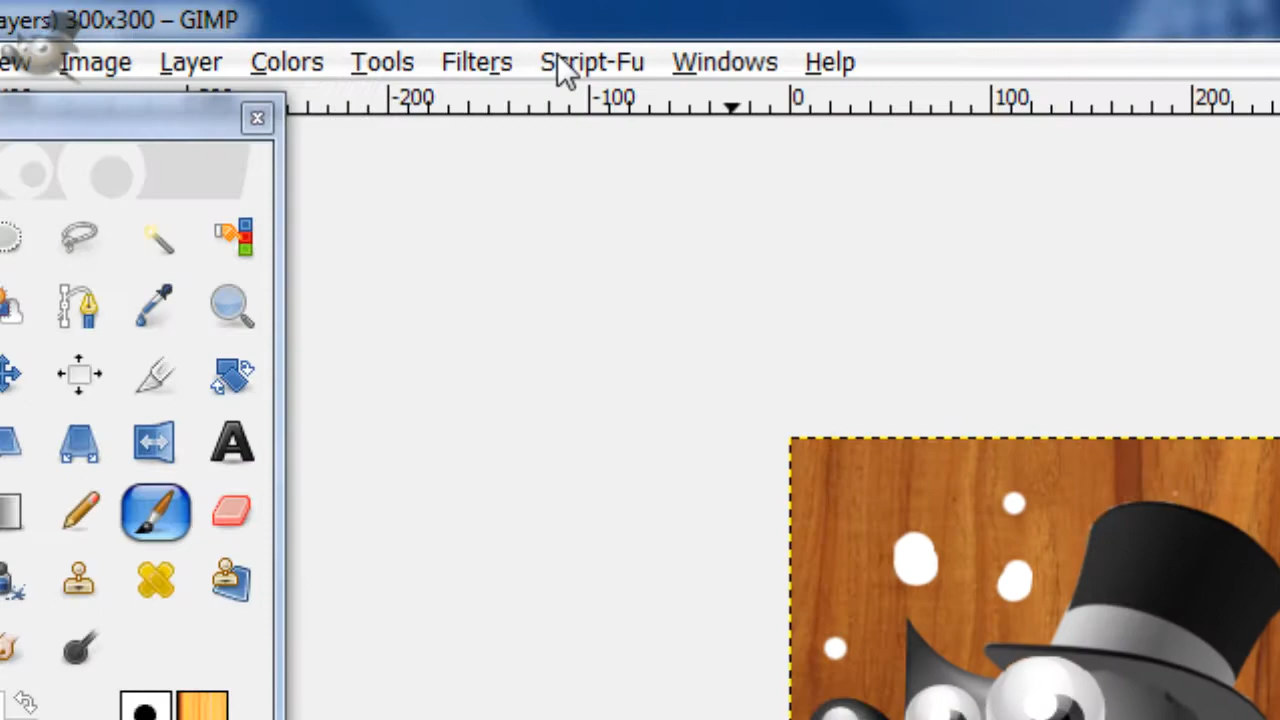 ayers) 300x300 – GIMP
ew Image Layer Colors Tools Filters Script-Fu Windows Help
-200 -100 0 100 200
A